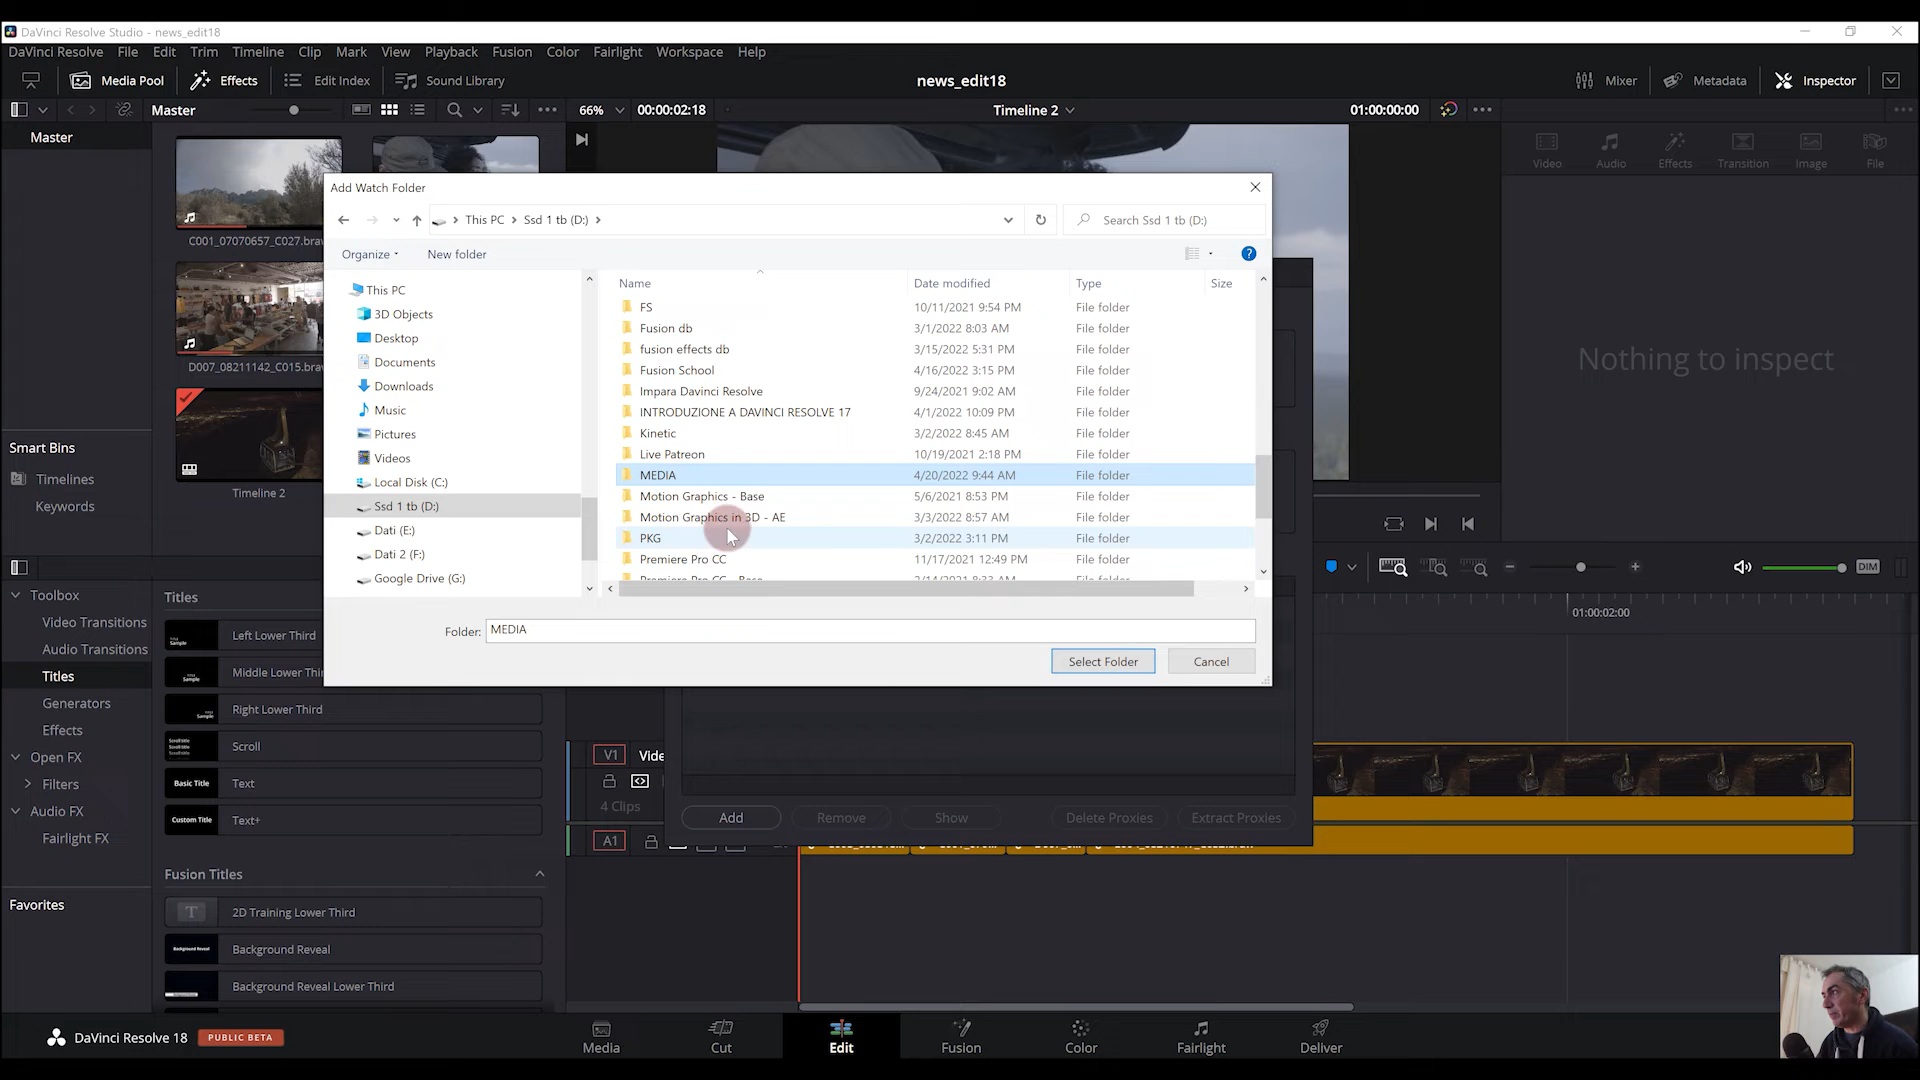 DaVinci Resolve Studio - news_edit18
DaVinci Resolve File Edit Trim Timeline Clip Mark View Playback Fusion Color Fairlight Workspace Help
Media Pool Effects Edit Index Sound Library news_edit18 Mixer Metadata Inspector
Master 66% 00:00:02:18 Timeline 2 01:00:00:00
Master
Video Audio Effects Transition Image File
C001_07070657_C027.bra
D007_08211142_C015.bra
Timeline 2
Smart Bins
Timelines
Keywords
Nothing to inspect
Add Watch Folder
This PC > Ssd 1 tb (D:) >
Search Ssd 1 tb (D:)
Organize New folder
This PC
3D Objects
Desktop
Documents
Downloads
Music
Pictures
Videos
Local Disk (C:)
Ssd 1 tb (D:)
Dati (E:)
Dati 2 (F:)
Google Drive (G:)
Name Date modified Type Size
FS 10/11/2021 9:54 PM File folder
Fusion db 3/1/2022 8:03 AM File folder
fusion effects db 3/15/2022 5:31 PM File folder
Fusion School 4/16/2022 3:15 PM File folder
Impara Davinci Resolve 9/24/2021 9:02 AM File folder
INTRODUZIONE A DAVINCI RESOLVE 17 4/1/2022 10:09 PM File folder
Kinetic 3/2/2022 8:45 AM File folder
Live Patreon 10/19/2021 2:18 PM File folder
MEDIA 4/20/2022 9:44 AM File folder
Motion Graphics - Base 5/6/2021 8:53 PM File folder
Motion Graphics in 3D - AE 3/3/2022 8:57 AM File folder
PKG 3/2/2022 3:11 PM File folder
Premiere Pro CC 11/17/2021 12:49 PM File folder
Folder: MEDIA
Select Folder Cancel
DIM
01:00:02:00
Toolbox
Video Transitions
Audio Transitions
Titles
Generators
Effects
Open FX
Filters
Audio FX
Fairlight FX
Favorites
Titles
Left Lower Third
Middle Lower Thi
Right Lower Third
Scroll
Basic Title Text
Custom Title Text+
Fusion Titles
2D Training Lower Third
Background Reveal
Background Reveal Lower Third
V1 Vide
4 Clips
A1
Add Remove Show Delete Proxies Extract Proxies
DaVinci Resolve 18 PUBLIC BETA
Media Cut Edit Fusion Color Fairlight Deliver